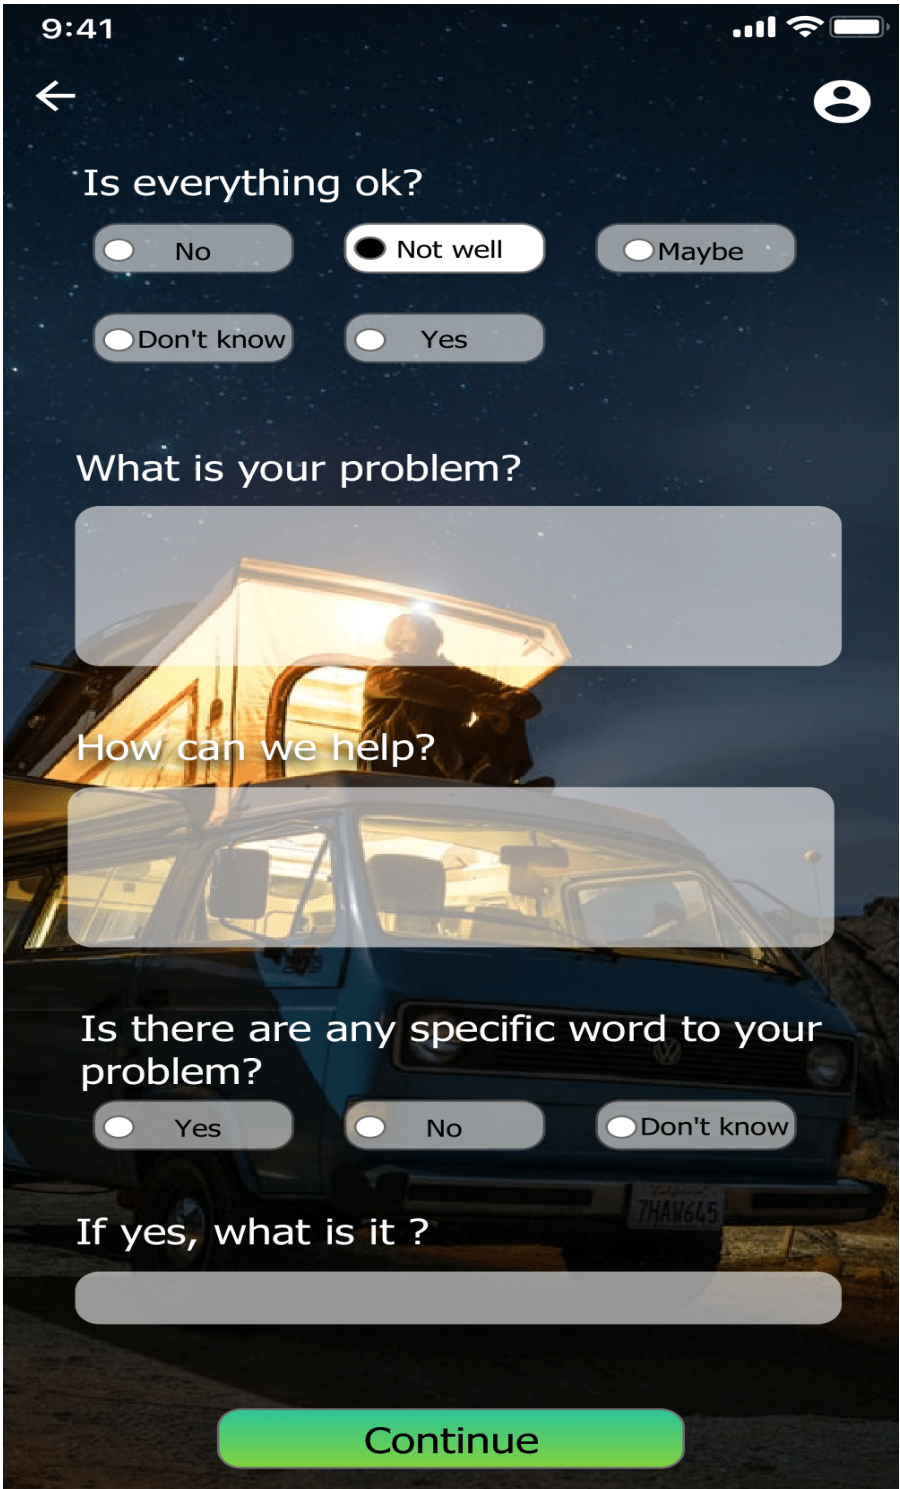 9:41
Is everything ok?
No Not well Maybe
Don't know Yes
What is your problem?
How can we help?
Is there are any specific word to your
problem?
Yes No Don't know
California
7HAW645
If yes, what is it ?
Continue